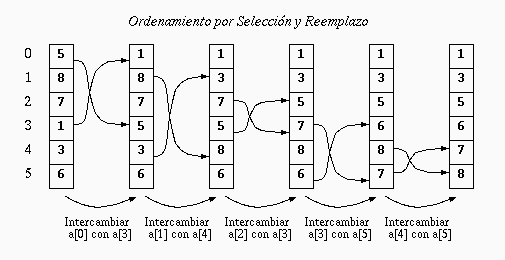 Ordenamiento por Selección y Reemplazo
0 5 1 1 1 1 1
1 8 8 3 3 3 3
2 7 7 7 5 5 5
3 1 5 5 7 6 6
4 3 3 8 8 8 7
5 6 6 6 6 7 8
Intercambiar Intercambiar Intercambiar Intercambiar Intercambiar
a[0] con a[3] a[1] con a[4] a[2] con a[3] a[3] con a[5] a[4] con a[5]